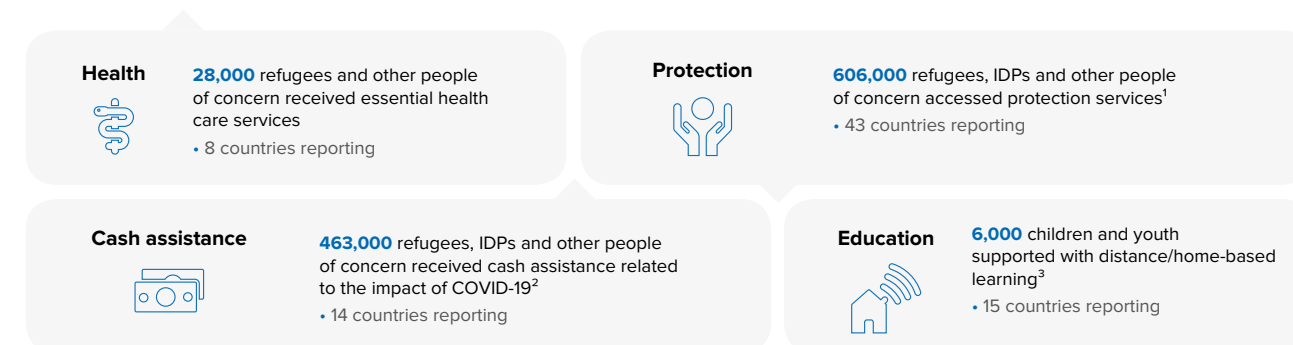 Health
28,000 refugees and other people
of concern received essential health
care services
• 8 countries reporting
Protection
606,000 refugees, IDPs and other people
of concern accessed protection services¹
• 43 countries reporting
Cash assistance
463,000 refugees, IDPs and other people
of concern received cash assistance related
to the impact of COVID-19²
• 14 countries reporting
Education
6,000 children and youth
supported with distance/home-based
learning³
• 15 countries reporting